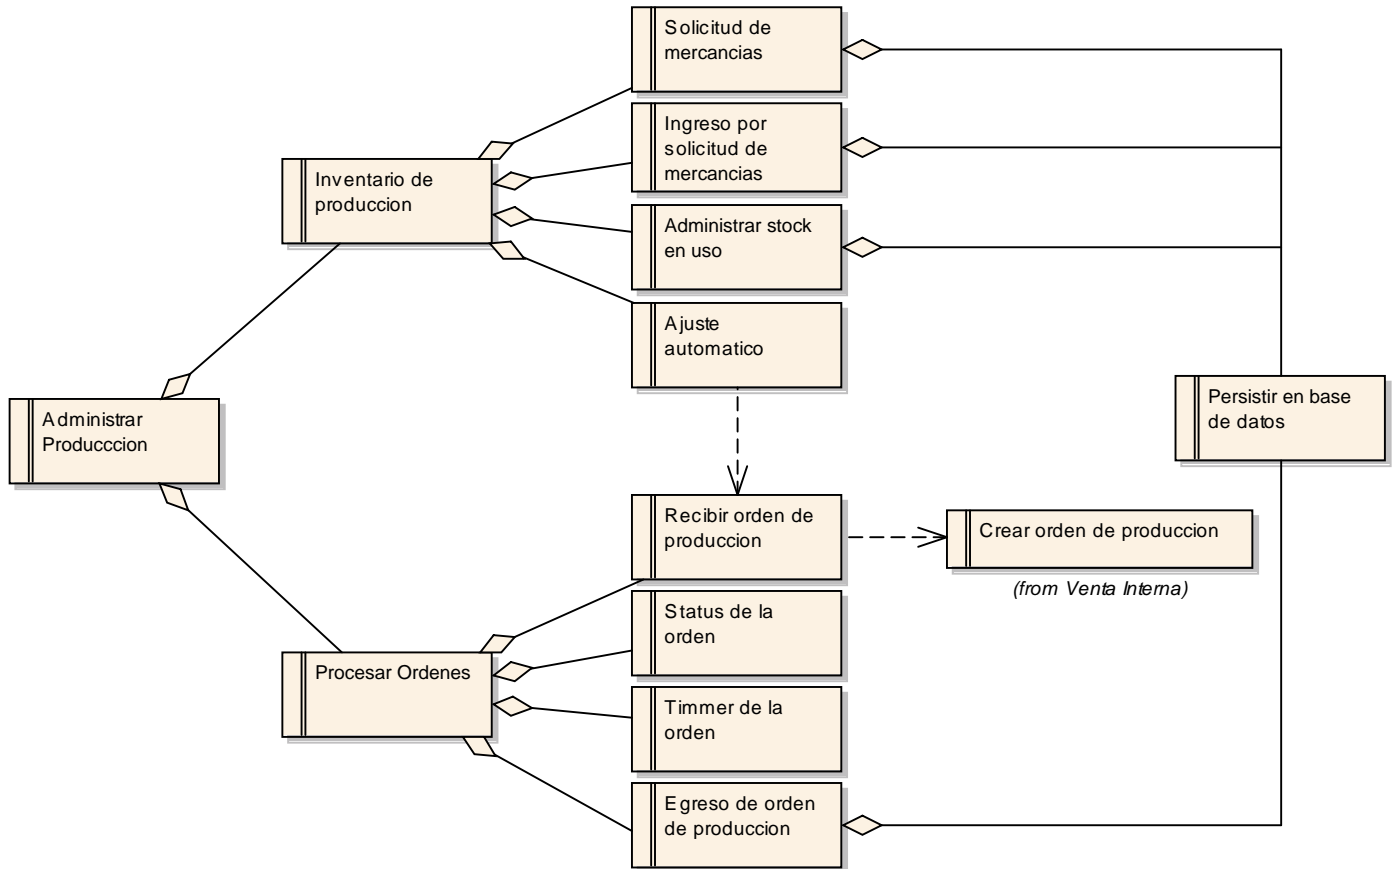 Solicitud de
mercancias
Ingreso por
solicitud de
mercancias
Inventario de
produccion
Administrar stock
en uso
Ajuste
automatico
Administrar
Producccion
Persistir en base
de datos
Recibir orden de
produccion
Crear orden de produccion
(from Venta Interna)
Status de la
orden
Procesar Ordenes
Timmer de la
orden
Egreso de orden
de produccion